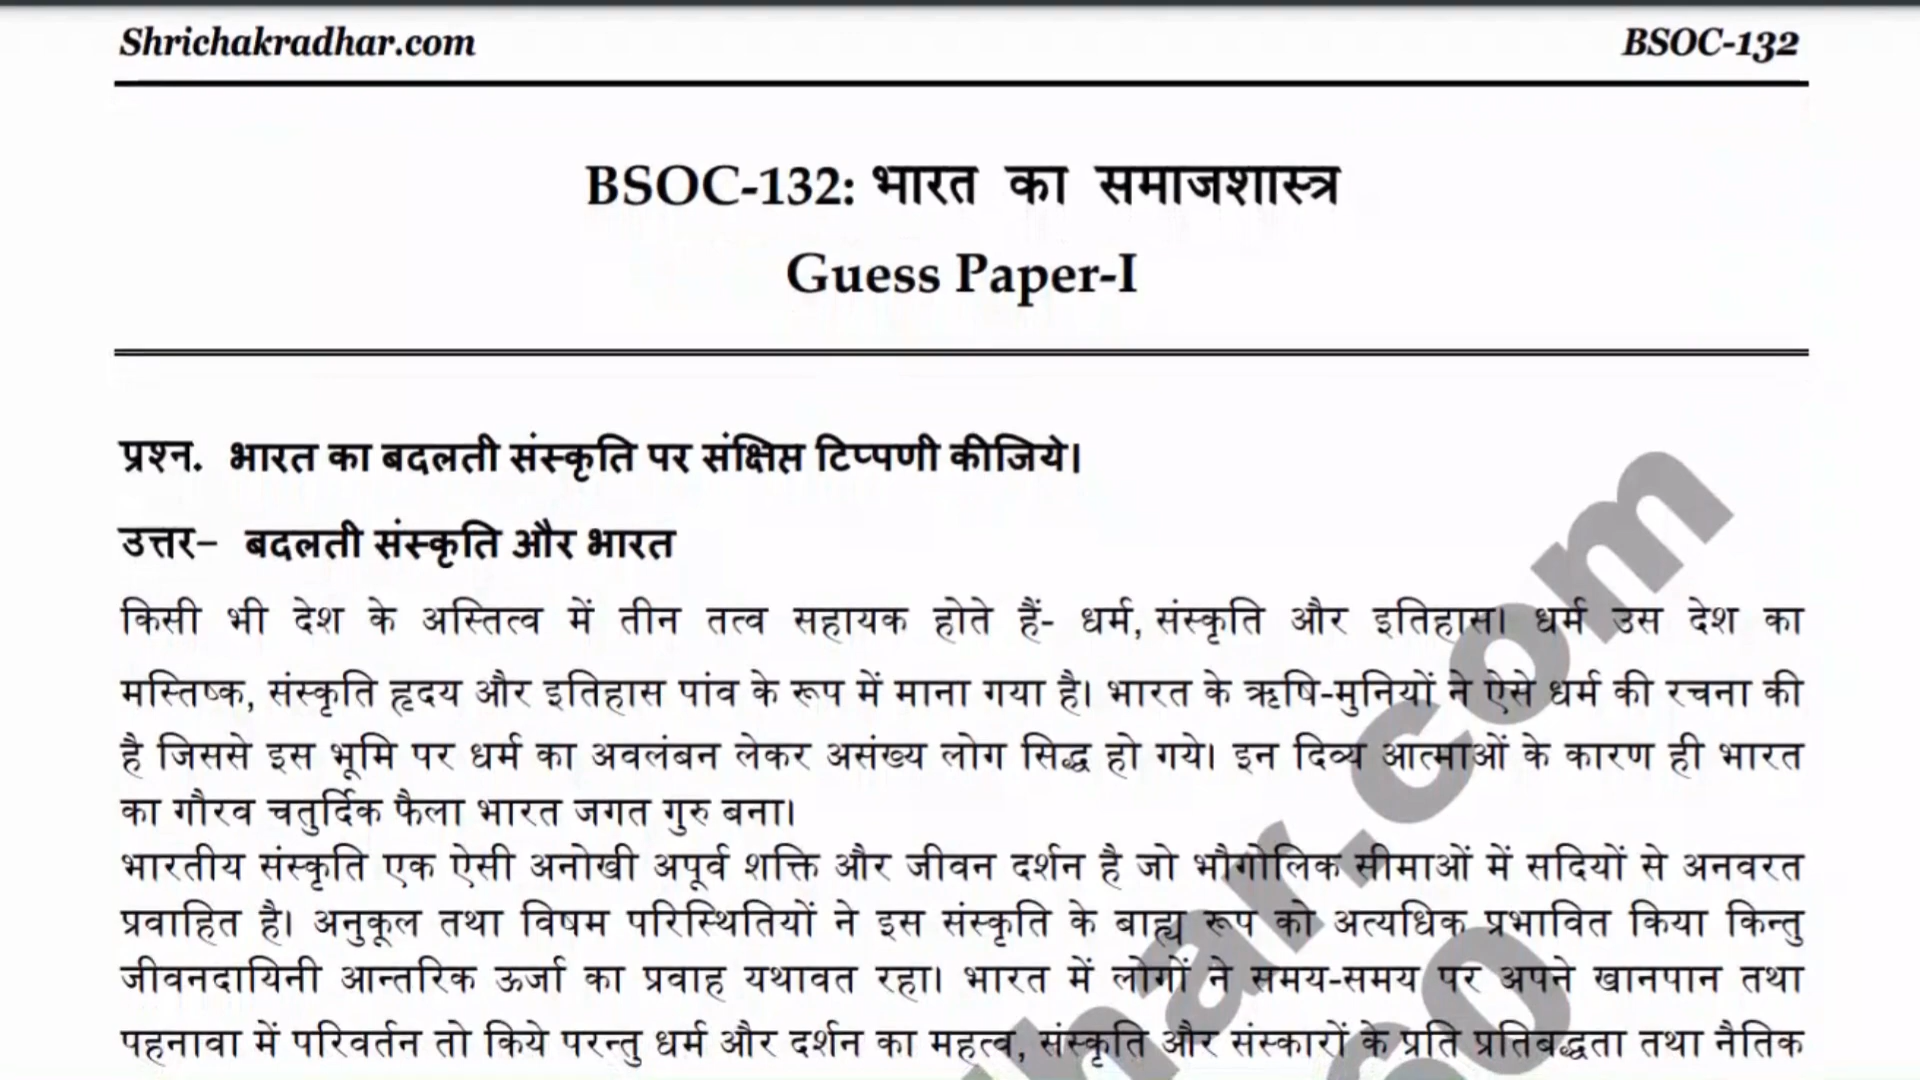 Shrichakradhar.com BSOC-132
BSOC-132: भारत का समाजशास्त्र
Guess Paper-I
प्रश्न. भारत का बदलती संस्कृति पर संक्षिप्त टिप्पणी कीजिये।
उत्तर– बदलती संस्कृति और भारत
किसी भी देश के अस्तित्व में तीन तत्व सहायक होते हैं- धर्म, संस्कृति और इतिहास। धर्म उस देश का
मस्तिष्क, संस्कृति हृदय और इतिहास पांव के रूप में माना गया है। भारत के ऋषि-मुनियों ने ऐसे धर्म की रचना की
है जिससे इस भूमि पर धर्म का अवलंबन लेकर असंख्य लोग सिद्ध हो गये। इन दिव्य आत्माओं के कारण ही भारत
का गौरव चतुर्दिक फैला भारत जगत गुरु बना।
भारतीय संस्कृति एक ऐसी अनोखी अपूर्व शक्ति और जीवन दर्शन है जो भौगोलिक सीमाओं में सदियों से अनवरत
प्रवाहित है। अनुकूल तथा विषम परिस्थितियों ने इस संस्कृति के बाह्य रूप को अत्यधिक प्रभावित किया किन्तु
जीवनदायिनी आन्तरिक ऊर्जा का प्रवाह यथावत रहा। भारत में लोगों ने समय-समय पर अपने खानपान तथा
पहनावा में परिवर्तन तो किये परन्तु धर्म और दर्शन का महत्व, संस्कृति और संस्कारों के प्रति प्रतिबद्धता तथा नैतिक
har.com
60